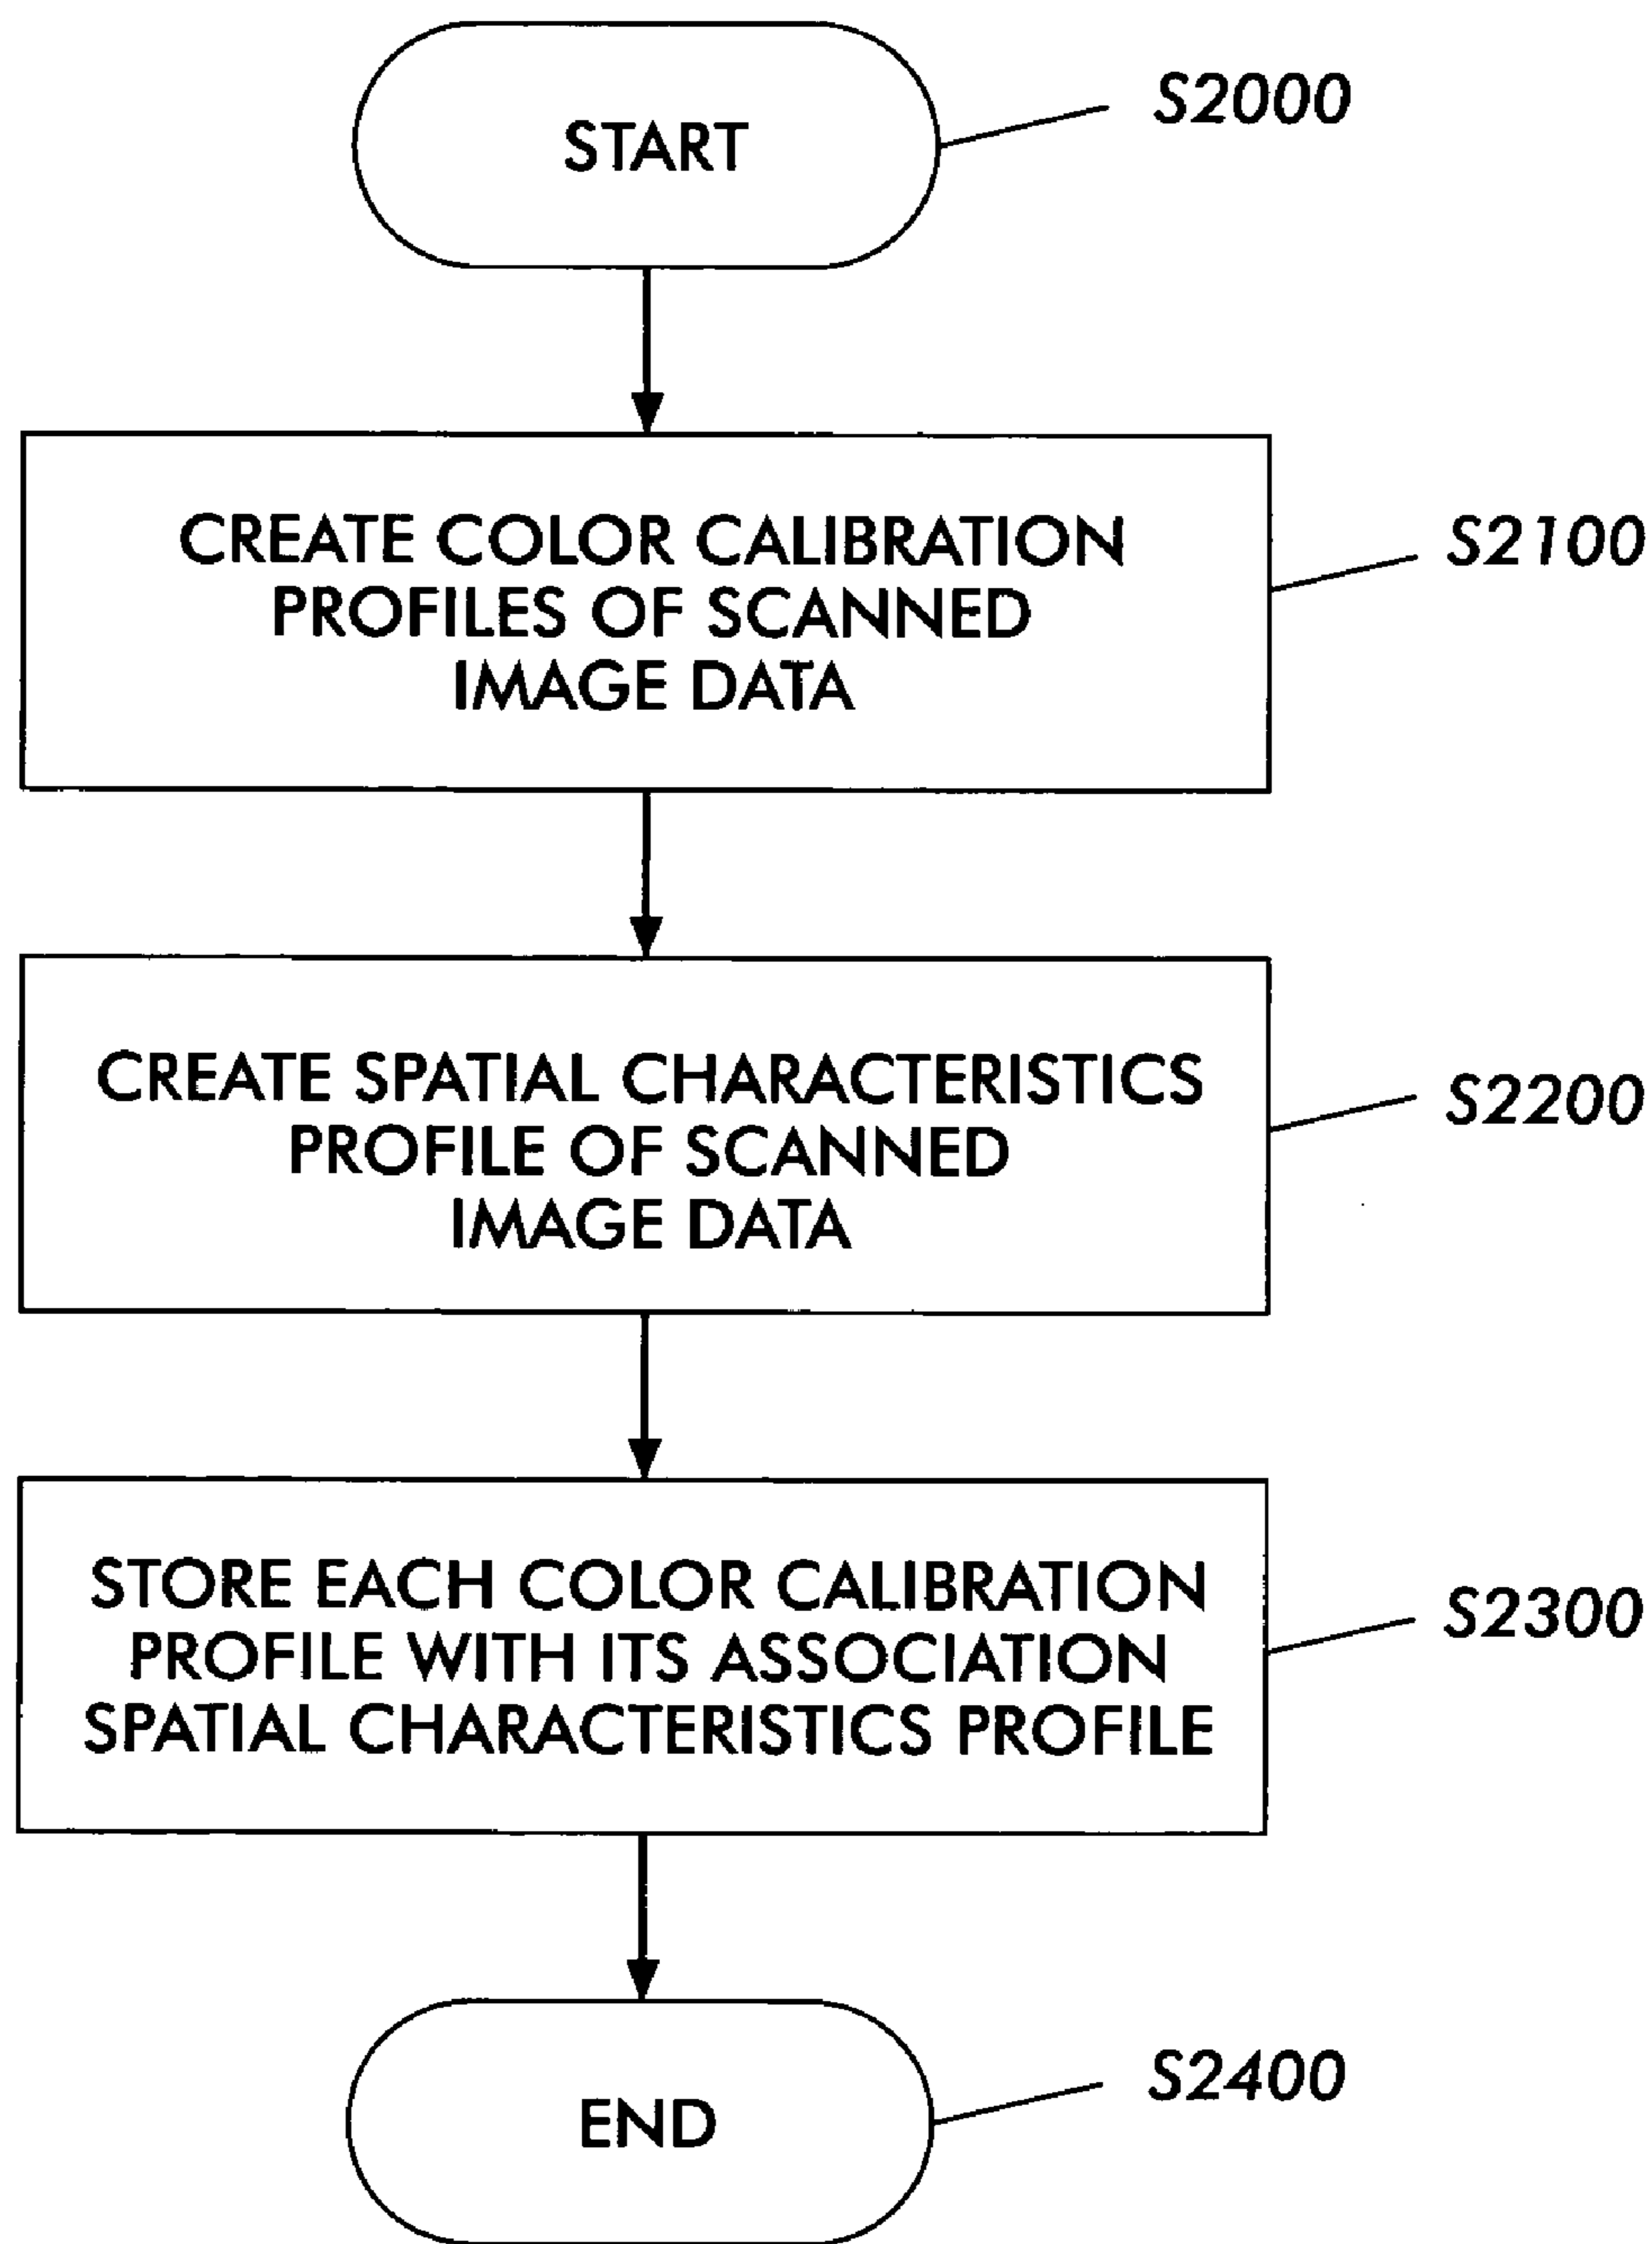 START
S2000
CREATE COLOR CALIBRATION
PROFILES OF SCANNED
IMAGE DATA
S2100
CREATE SPATIAL CHARACTERISTICS
PROFILE OF SCANNED
IMAGE DATA
S2200
STORE EACH COLOR CALIBRATION
PROFILE WITH ITS ASSOCIATION
SPATIAL CHARACTERISTICS PROFILE
S2300
END
S2400